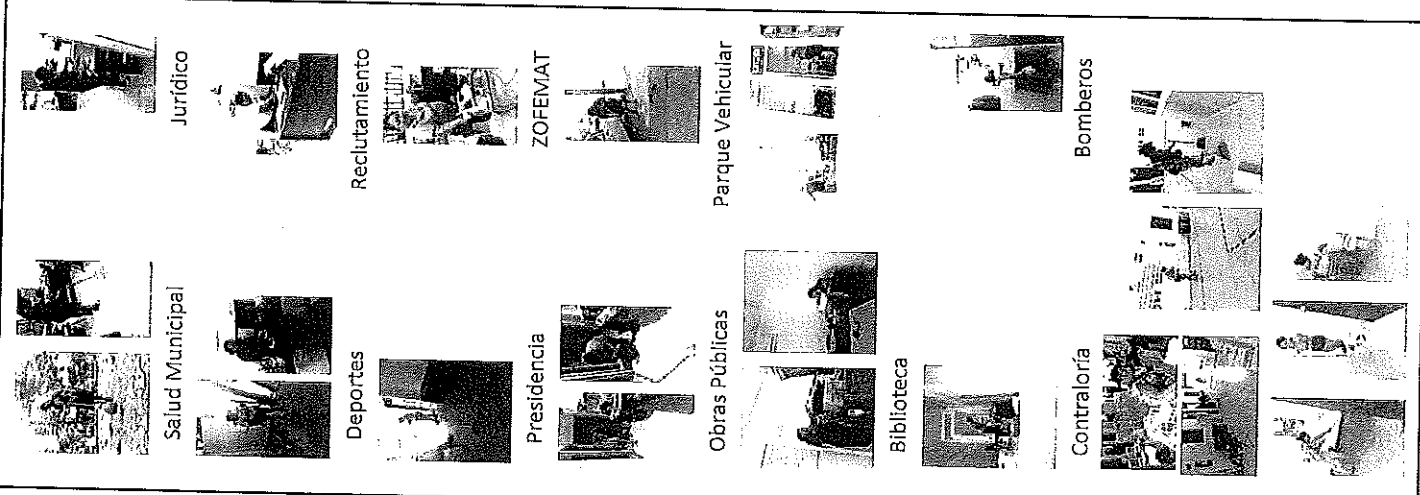 Salud Municipal
Jurídico
Deportes
Reclutamiento
Presidencia
ZOFEMAT
Obras Públicas
Parque Vehicular
Biblioteca
Contraloría
Bomberos